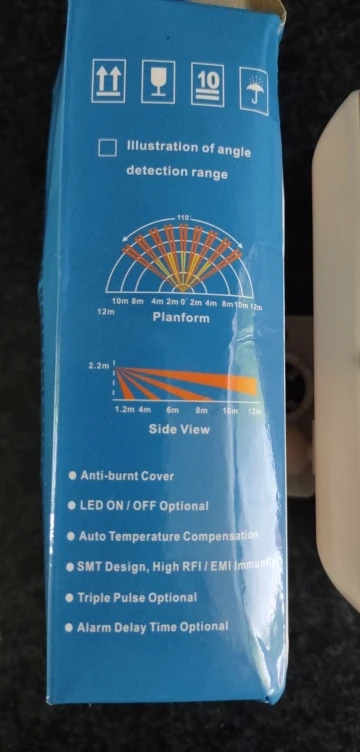 10
Illustration of angle
detection range
110
10m 8m 4m 2m 0 2m 4m 8m 10m 12m
12m
Planform
2.2m
1.2m 4m 6m 8m 10m 12m
Side View
Anti-burnt Cover
LED ON / OFF Optional
Auto Temperature Compensation
SMT Design, High RFI / EMI Immunity
Triple Pulse Optional
Alarm Delay Time Optional